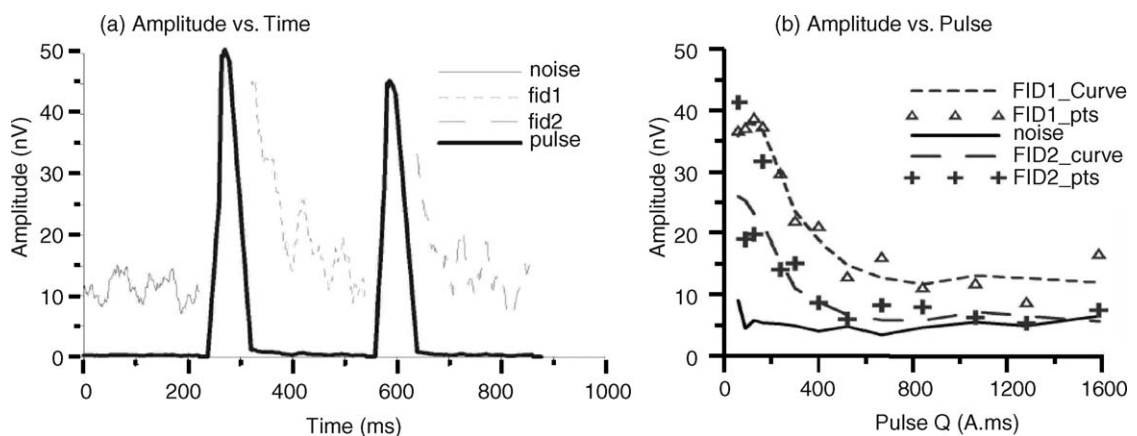 (a) Amplitude vs. Time
50
40
30
20
10
0
Amplitude (nV)
noise
fid1
fid2
pulse
0 200 400 600 800 1000
Time (ms)
(b) Amplitude vs. Pulse
50
40
30
20
10
0
Amplitude (nV)
FID1_Curve
FID1_pts
noise
FID2_curve
FID2_pts
0 400 800 1200 1600
Pulse Q (A.ms)